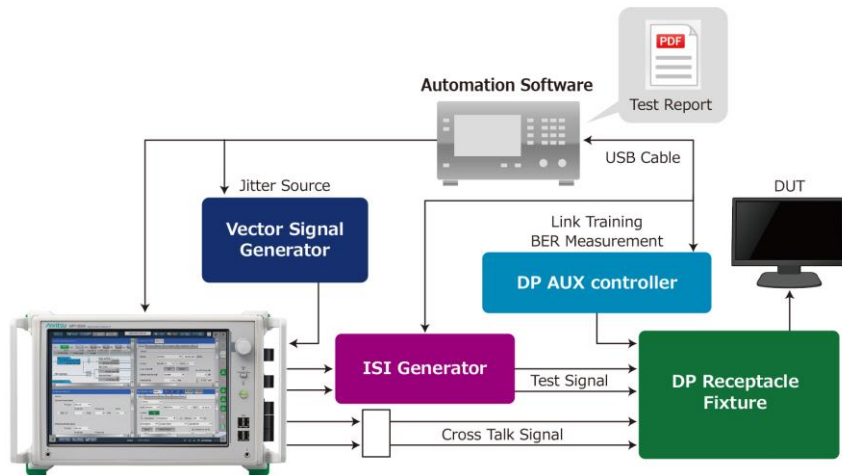 PDF
Test Report
Automation Software
USB Cable
Jitter Source
DUT
Vector Signal
Generator
Link Training
BER Measurement
DP AUX controller
Anritsu
ISI Generator
Test Signal
DP Receptacle
Fixture
Cross Talk Signal